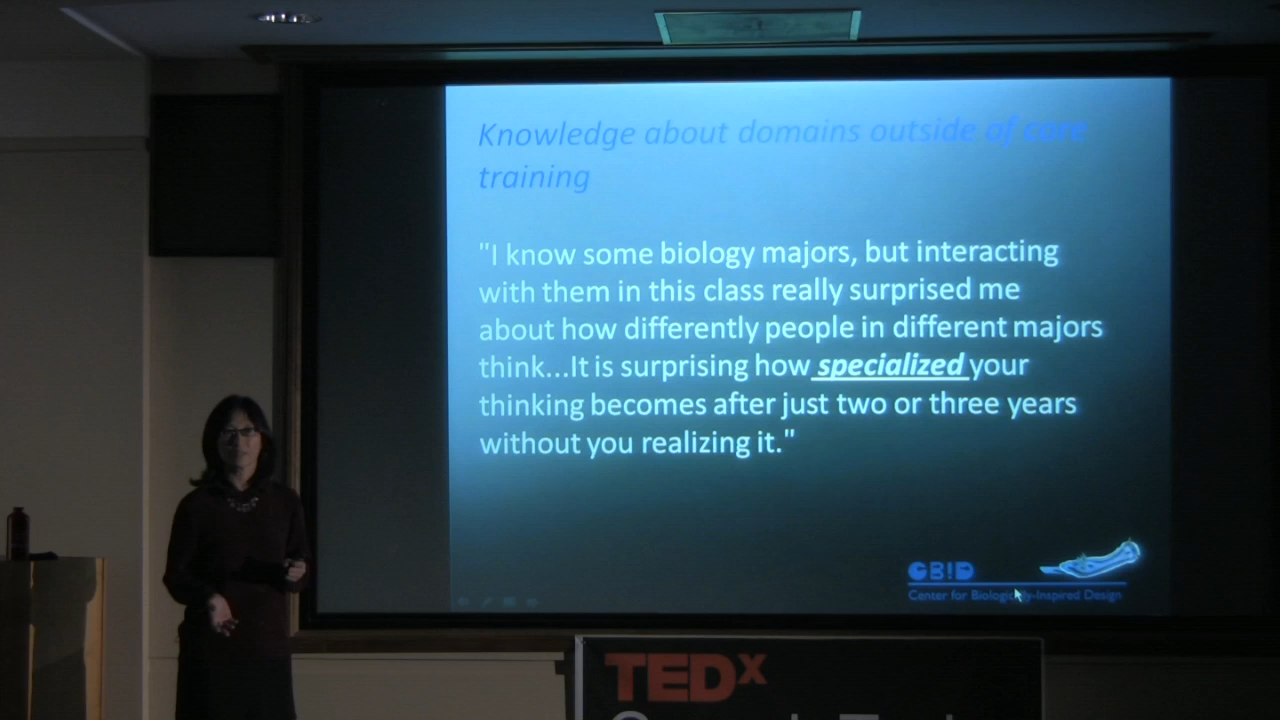 Knowledge about domains outside of core
training
"I know some biology majors, but interacting
with them in this class really surprised me
about how differently people in different majors
think...It is surprising how specialized your
thinking becomes after just two or three years
without you realizing it."
CBID
Center for Biologically-Inspired Design
TEDx